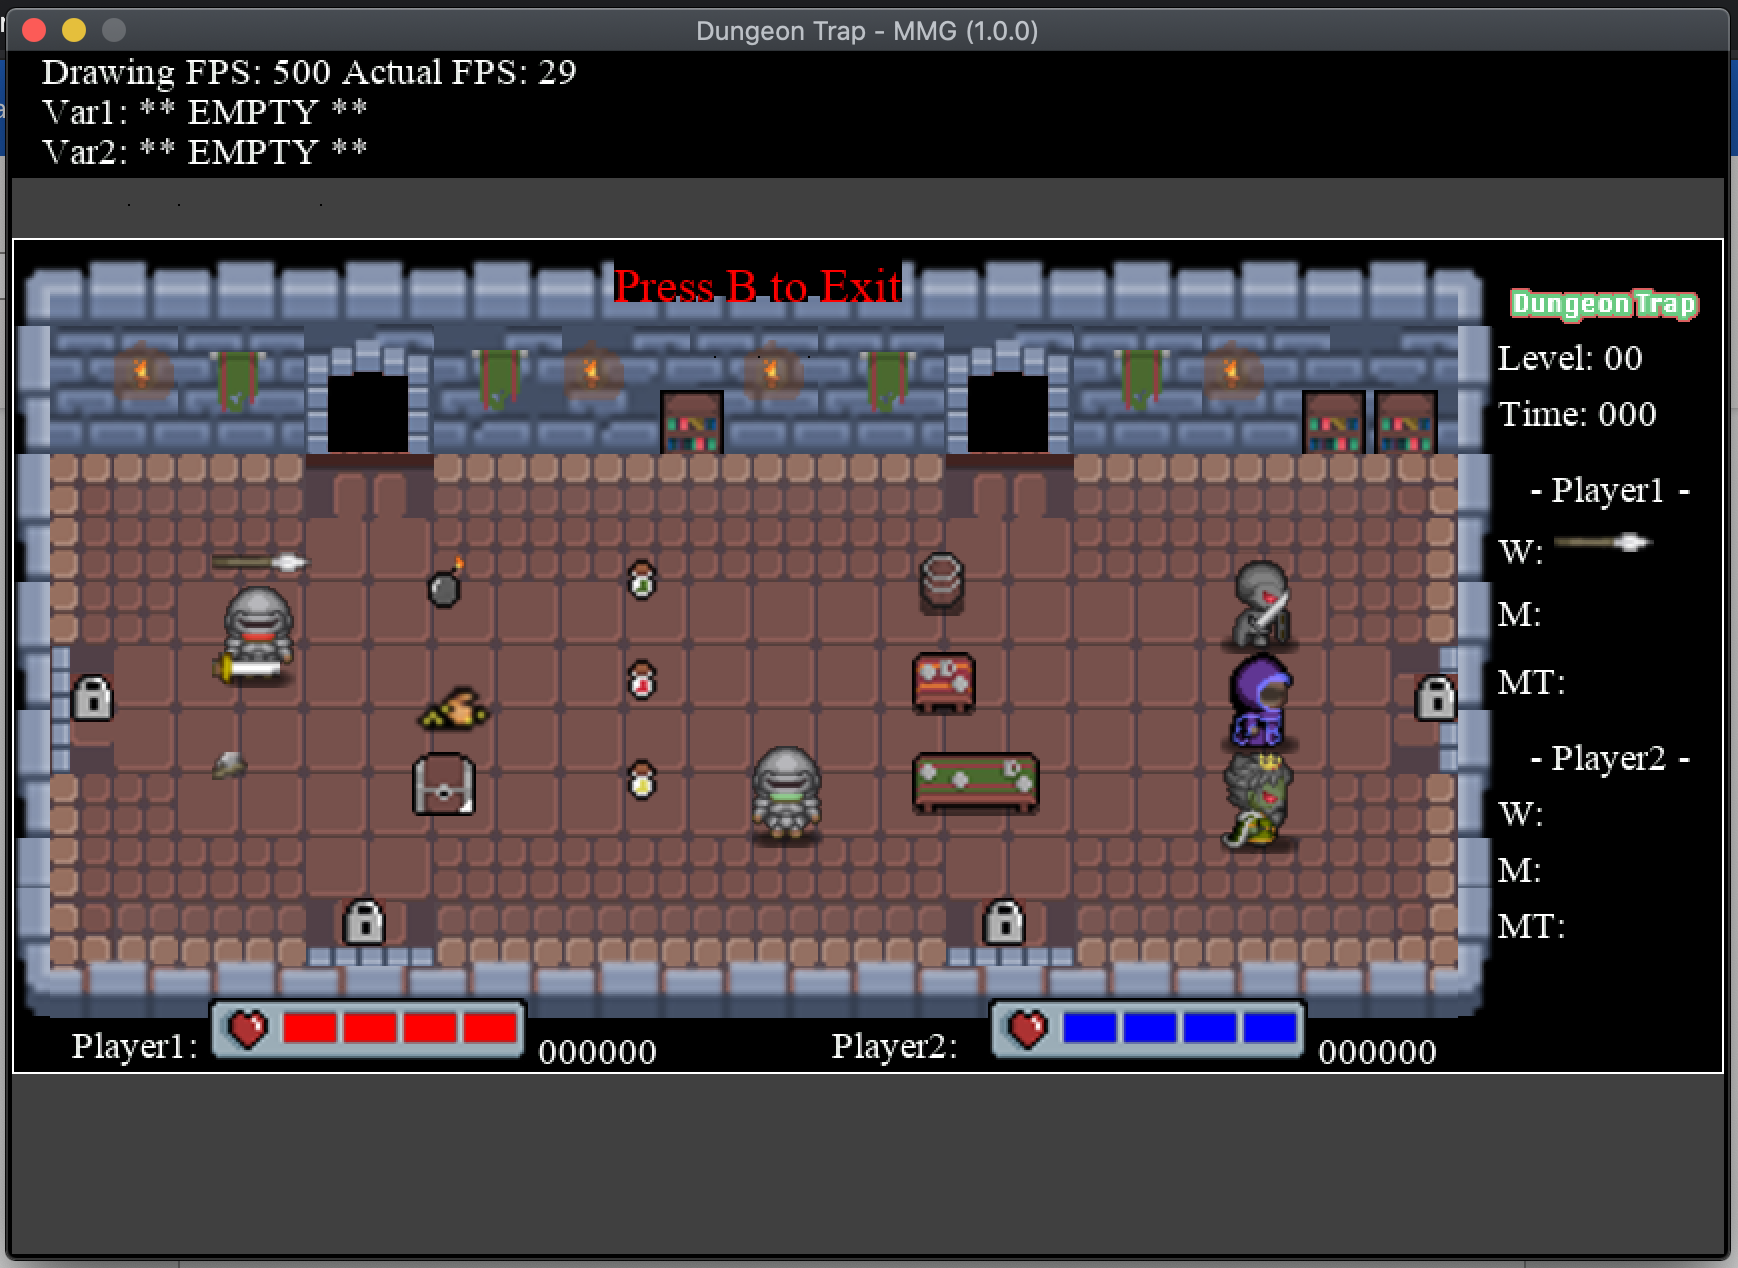 Dungeon Trap - MMG (1.0.0)
Drawing FPS: 500 Actual FPS: 29
Var1: ** EMPTY **
Var2: ** EMPTY **
Press B to Exit
Dungeon Trap
Level: 00
Time: 000
- Player1 -
W:
M:
MT:
- Player2 -
W:
M:
MT:
Player1: 000000
Player2: 000000